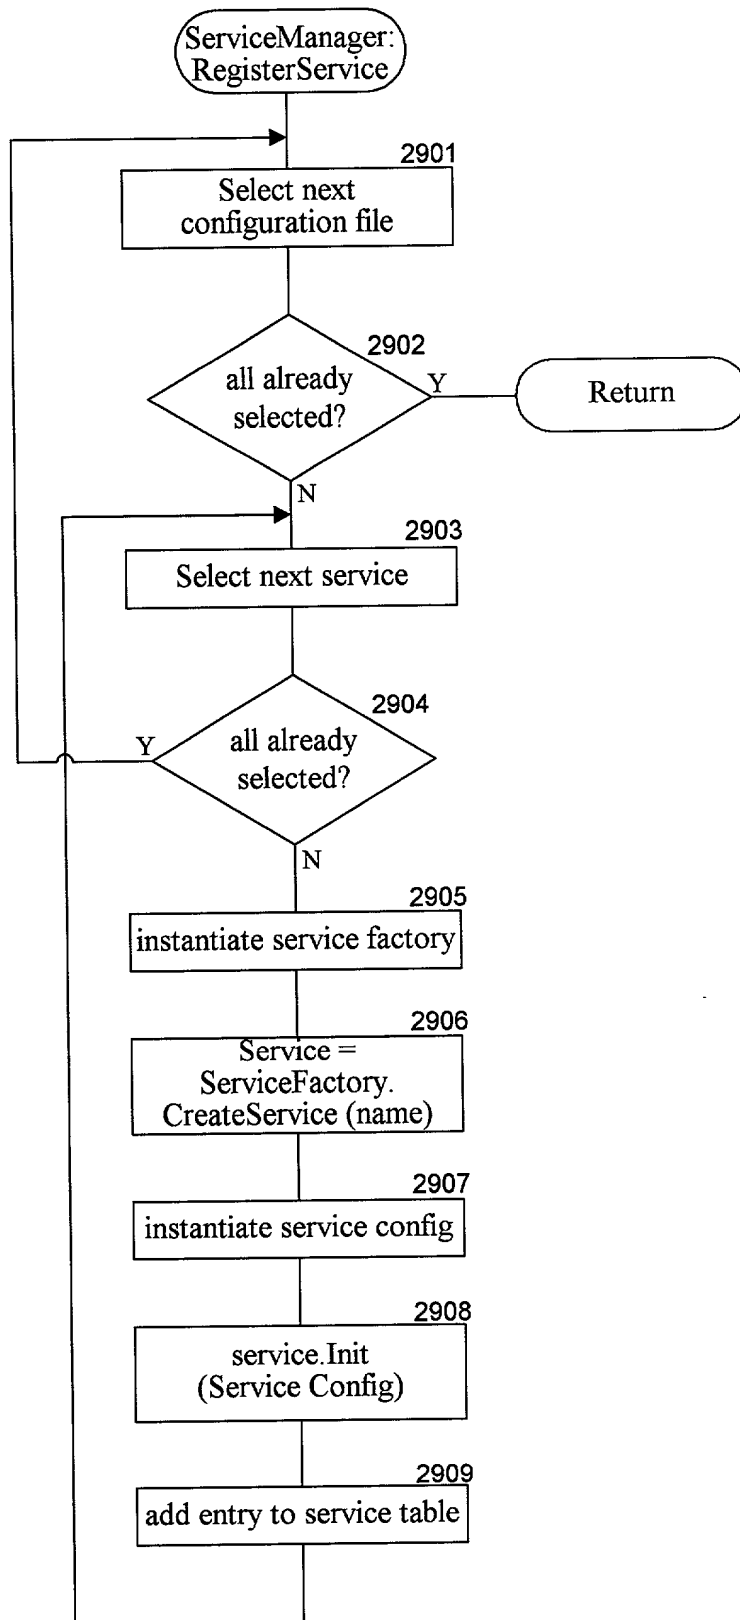 ServiceManager:
RegisterService
2901
Select next
configuration file
2902
all already
selected?
Y
Return
N
2903
Select next service
2904
Y
all already
selected?
N
2905
instantiate service factory
2906
Service =
ServiceFactory.
CreateService (name)
2907
instantiate service config
2908
service.Init
(Service Config)
2909
add entry to service table